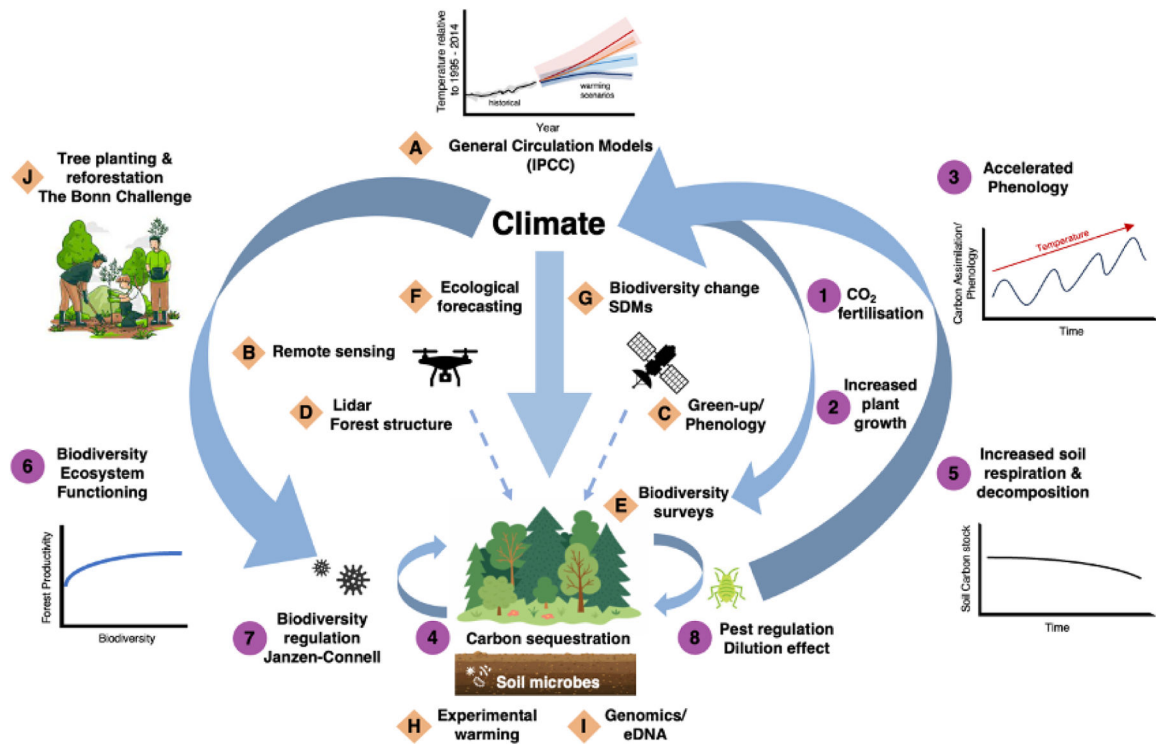 Temperature relative
to 1995 - 2014
historical
warming
scenarios
Year
A
General Circulation Models
(IPCC)
J
Tree planting &
reforestation
The Bonn Challenge
3
Accelerated
Phenology
Carbon Assimilation/
Phenology
Temperature
Time
Climate
F
Ecological
forecasting
G
Biodiversity change
SDMs
1
CO₂
fertilisation
B
Remote sensing
D
Lidar
Forest structure
C
Green-up/
Phenology
2
Increased
plant
growth
6
Biodiversity
Ecosystem
Functioning
Forest Productivity
Biodiversity
5
Increased soil
respiration &
decomposition
Soil Carbon stock
Time
E
Biodiversity
surveys
7
Biodiversity
regulation
Janzen-Connell
4
Carbon sequestration
8
Pest regulation
Dilution effect
Soil microbes
H
Experimental
warming
I
Genomics/
eDNA